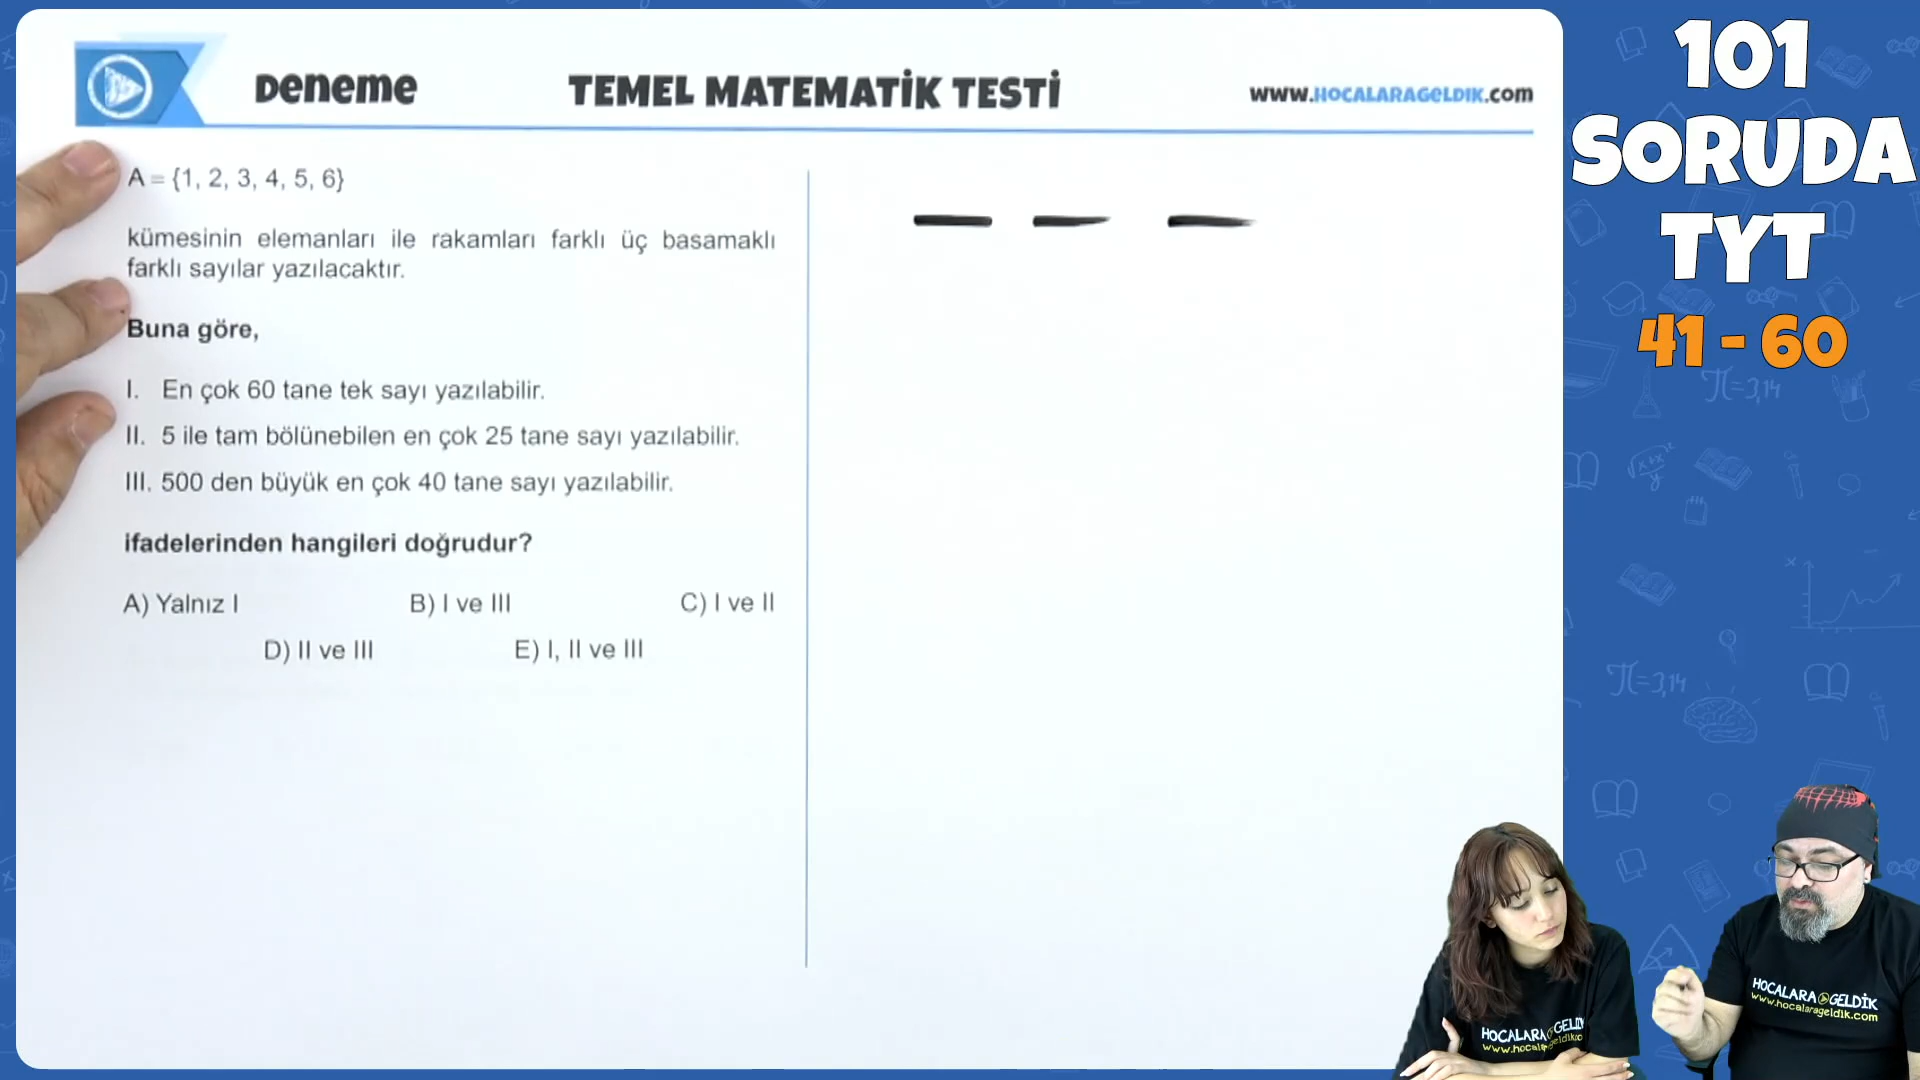 Deneme
TEMEL MATEMATİK TESTİ
www.HOCALARAGELDIK.com
A = {1, 2, 3, 4, 5, 6}
kümesinin elemanları ile rakamları farklı üç basamaklı
farklı sayılar yazılacaktır.
Buna göre,
I. En çok 60 tane tek sayı yazılabilir.
II. 5 ile tam bölünebilen en çok 25 tane sayı yazılabilir.
III. 500 den büyük en çok 40 tane sayı yazılabilir.
ifadelerinden hangileri doğrudur?
A) Yalnız I B) I ve III C) I ve II
D) II ve III E) I, II ve III
101
SORUDA
TYT
41 - 60
π=3,14
π=3,14
HOCALARA GELDİK
www.hocalarageldik.com